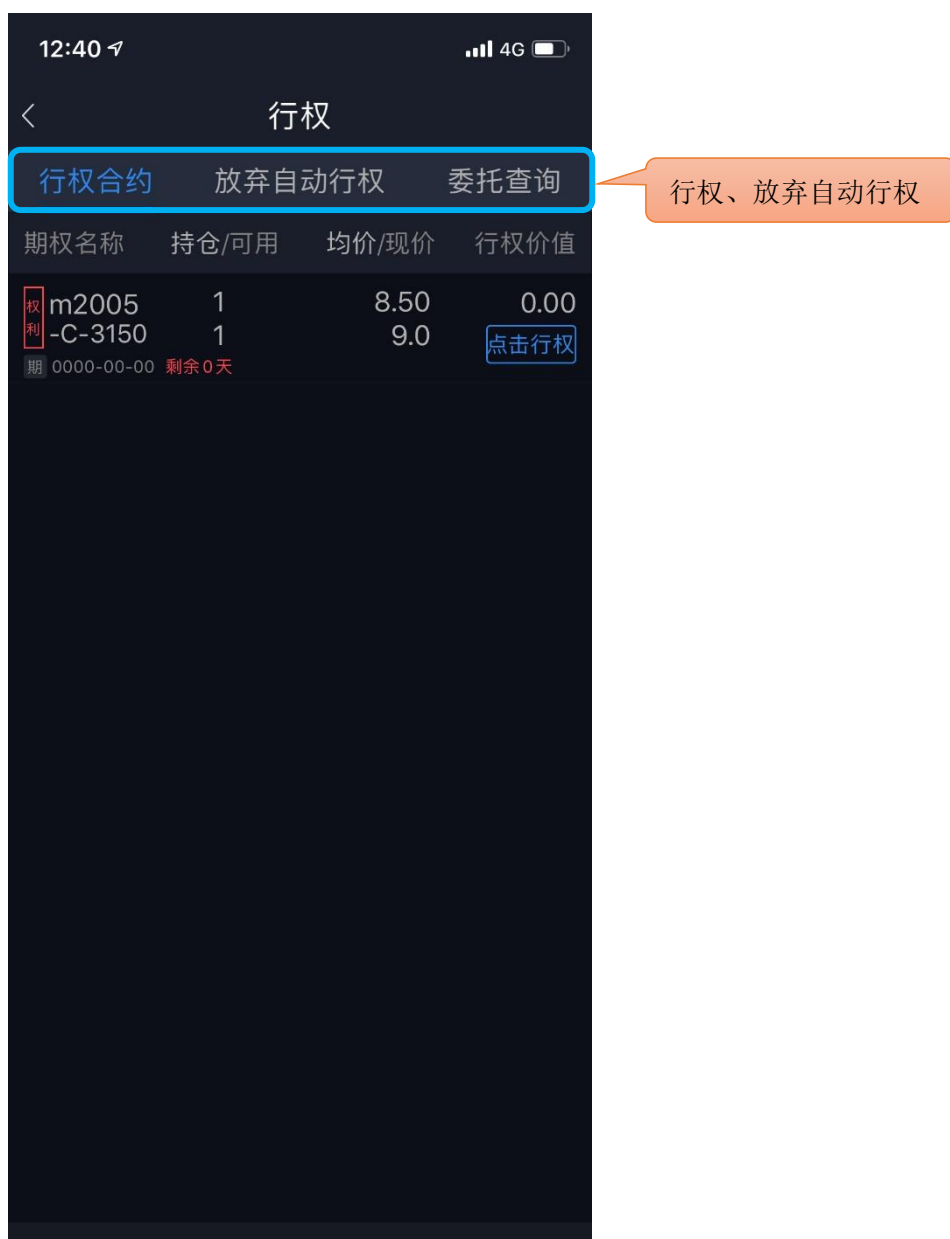 12:40 4G
行权
行权合约 放弃自动行权 委托查询
行权、放弃自动行权
期权名称 持仓/可用 均价/现价 行权价值
权利 m2005 1 8.50 0.00
-C-3150 1 9.0 点击行权
期 0000-00-00 剩余0天